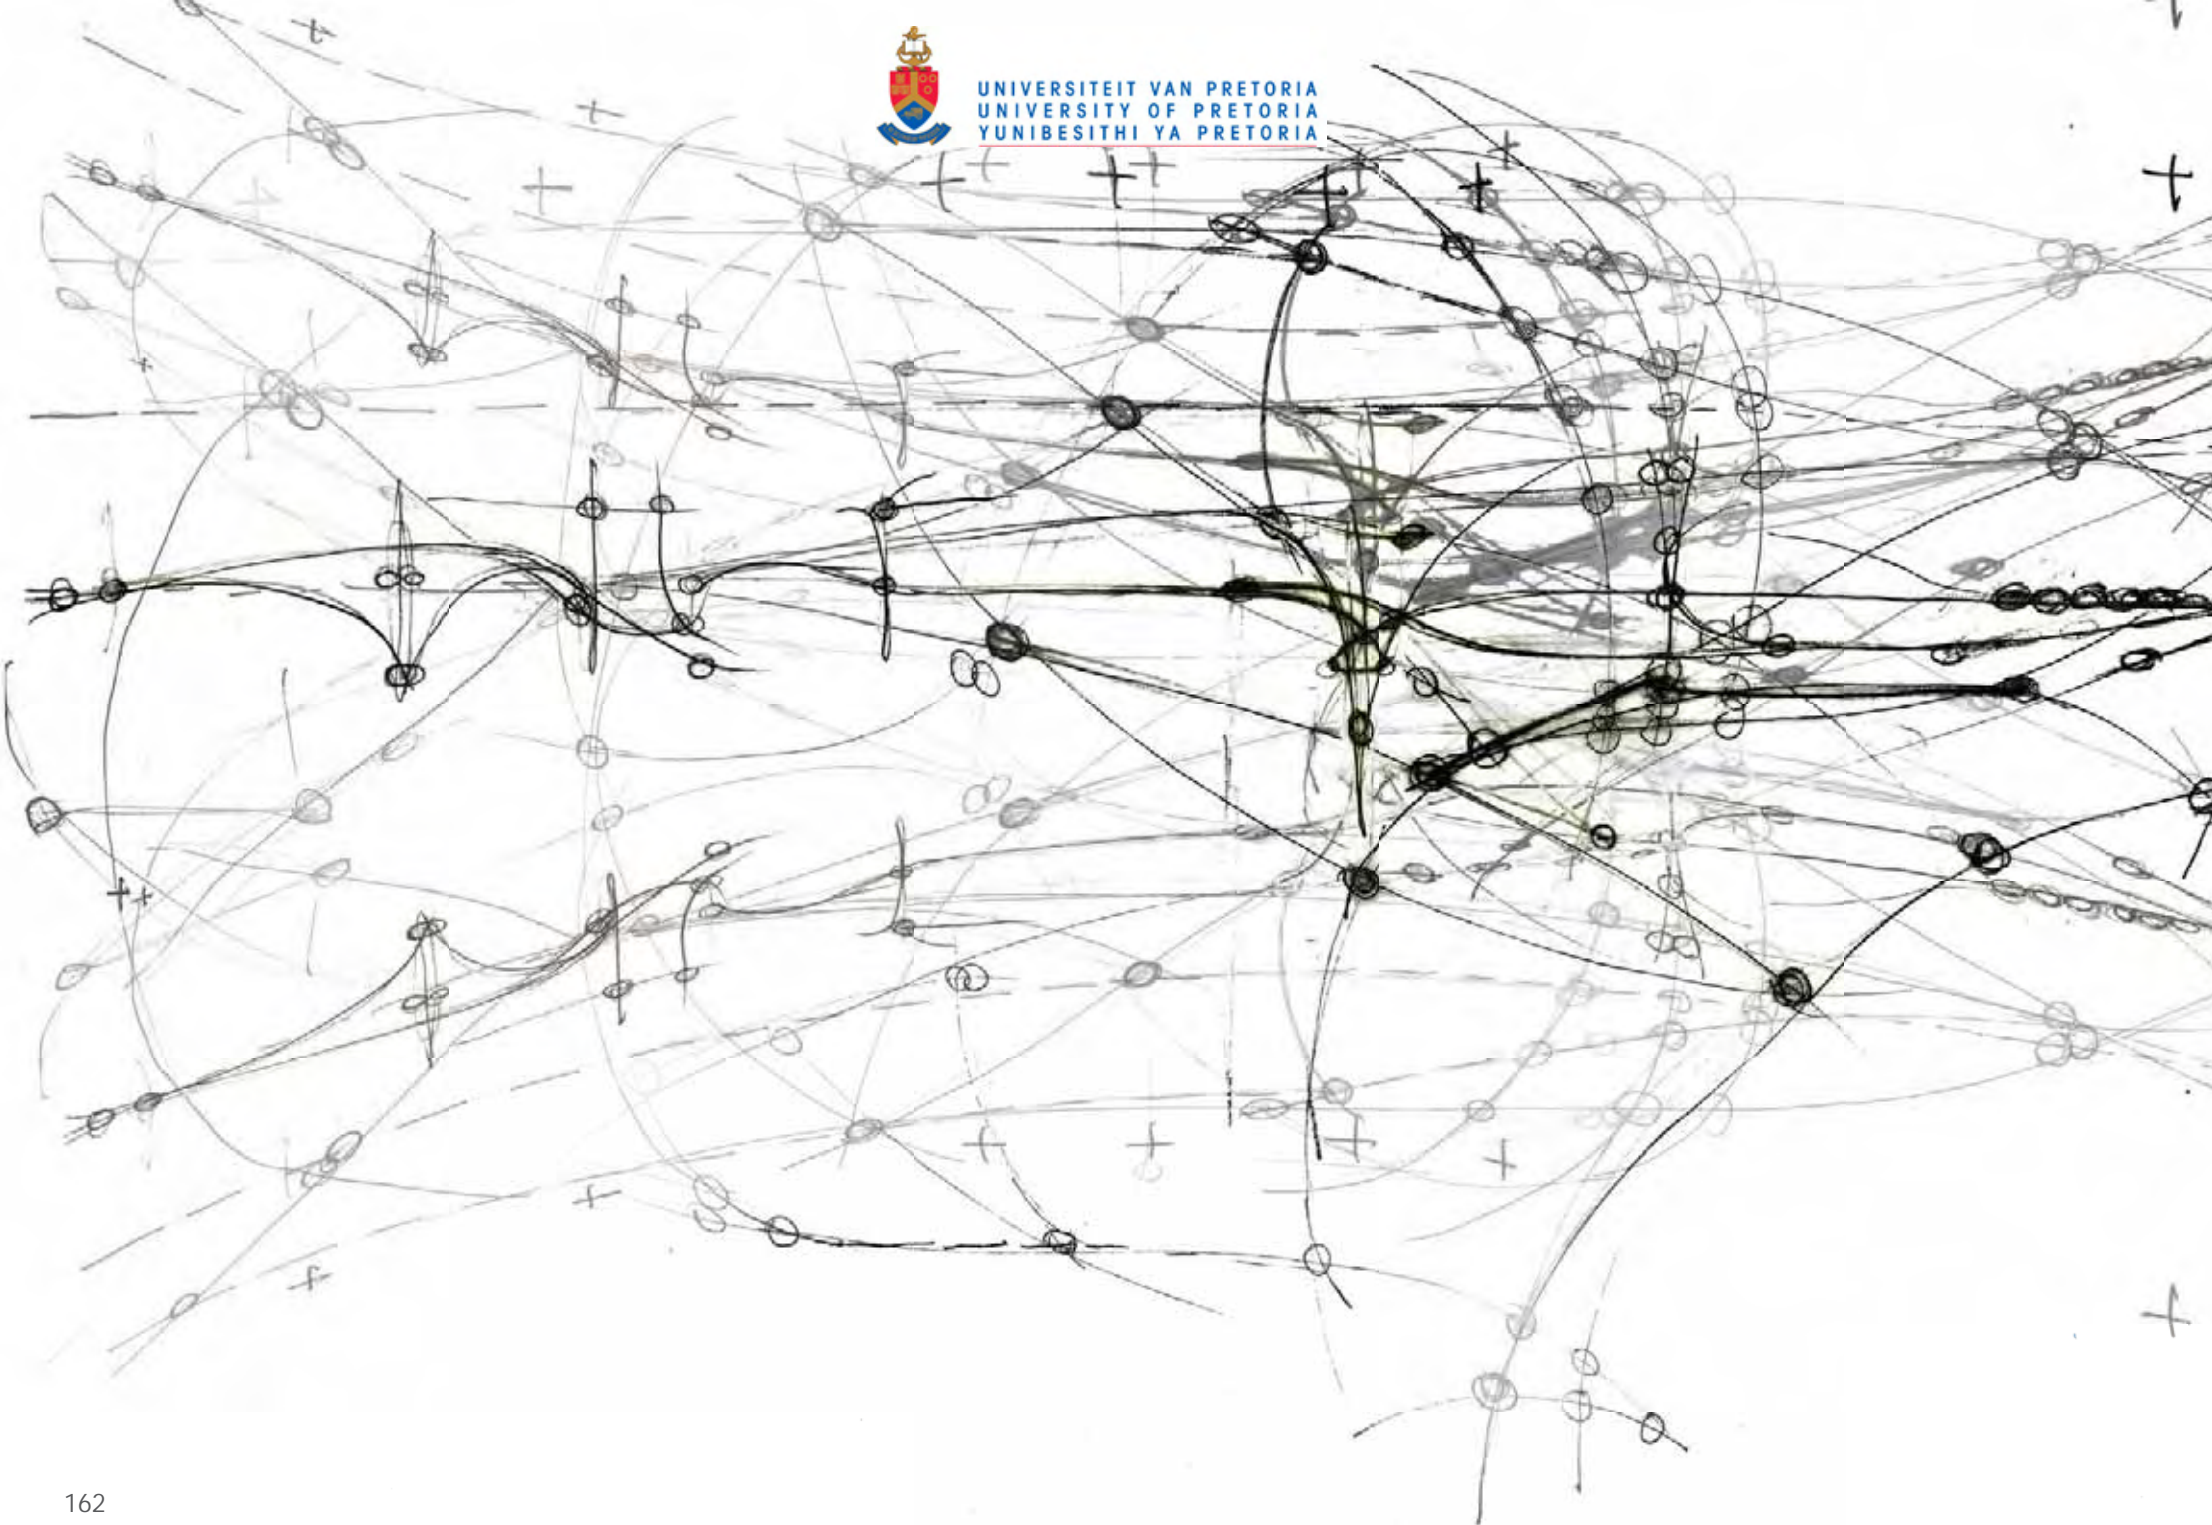 UNIVERSITEIT VAN PRETORIA
UNIVERSITY OF PRETORIA
YUNIBESITHI YA PRETORIA
162